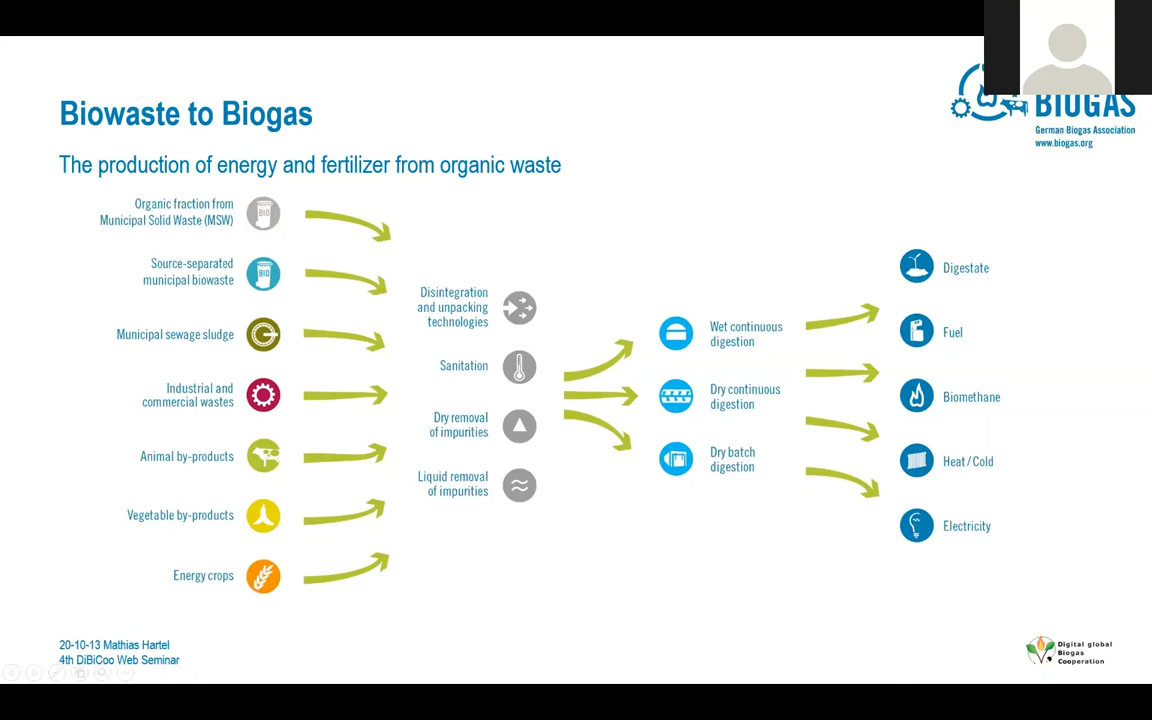 Biowaste to Biogas
The production of energy and fertilizer from organic waste
BIOGAS
German Biogas Association
www.biogas.org
Organic fraction from
Municipal Solid Waste (MSW)
BIO
Source-separated
municipal biowaste
BIO
Municipal sewage sludge
Industrial and
commercial wastes
Animal by-products
Vegetable by-products
Energy crops
Disintegration
and unpacking
technologies
Sanitation
Dry removal
of impurities
Liquid removal
of impurities
Wet continuous
digestion
Dry continuous
digestion
Dry batch
digestion
Digestate
Fuel
Biomethane
Heat / Cold
Electricity
20-10-13 Mathias Hartel
4th DiBiCoo Web Seminar
Digital global
Biogas
Cooperation